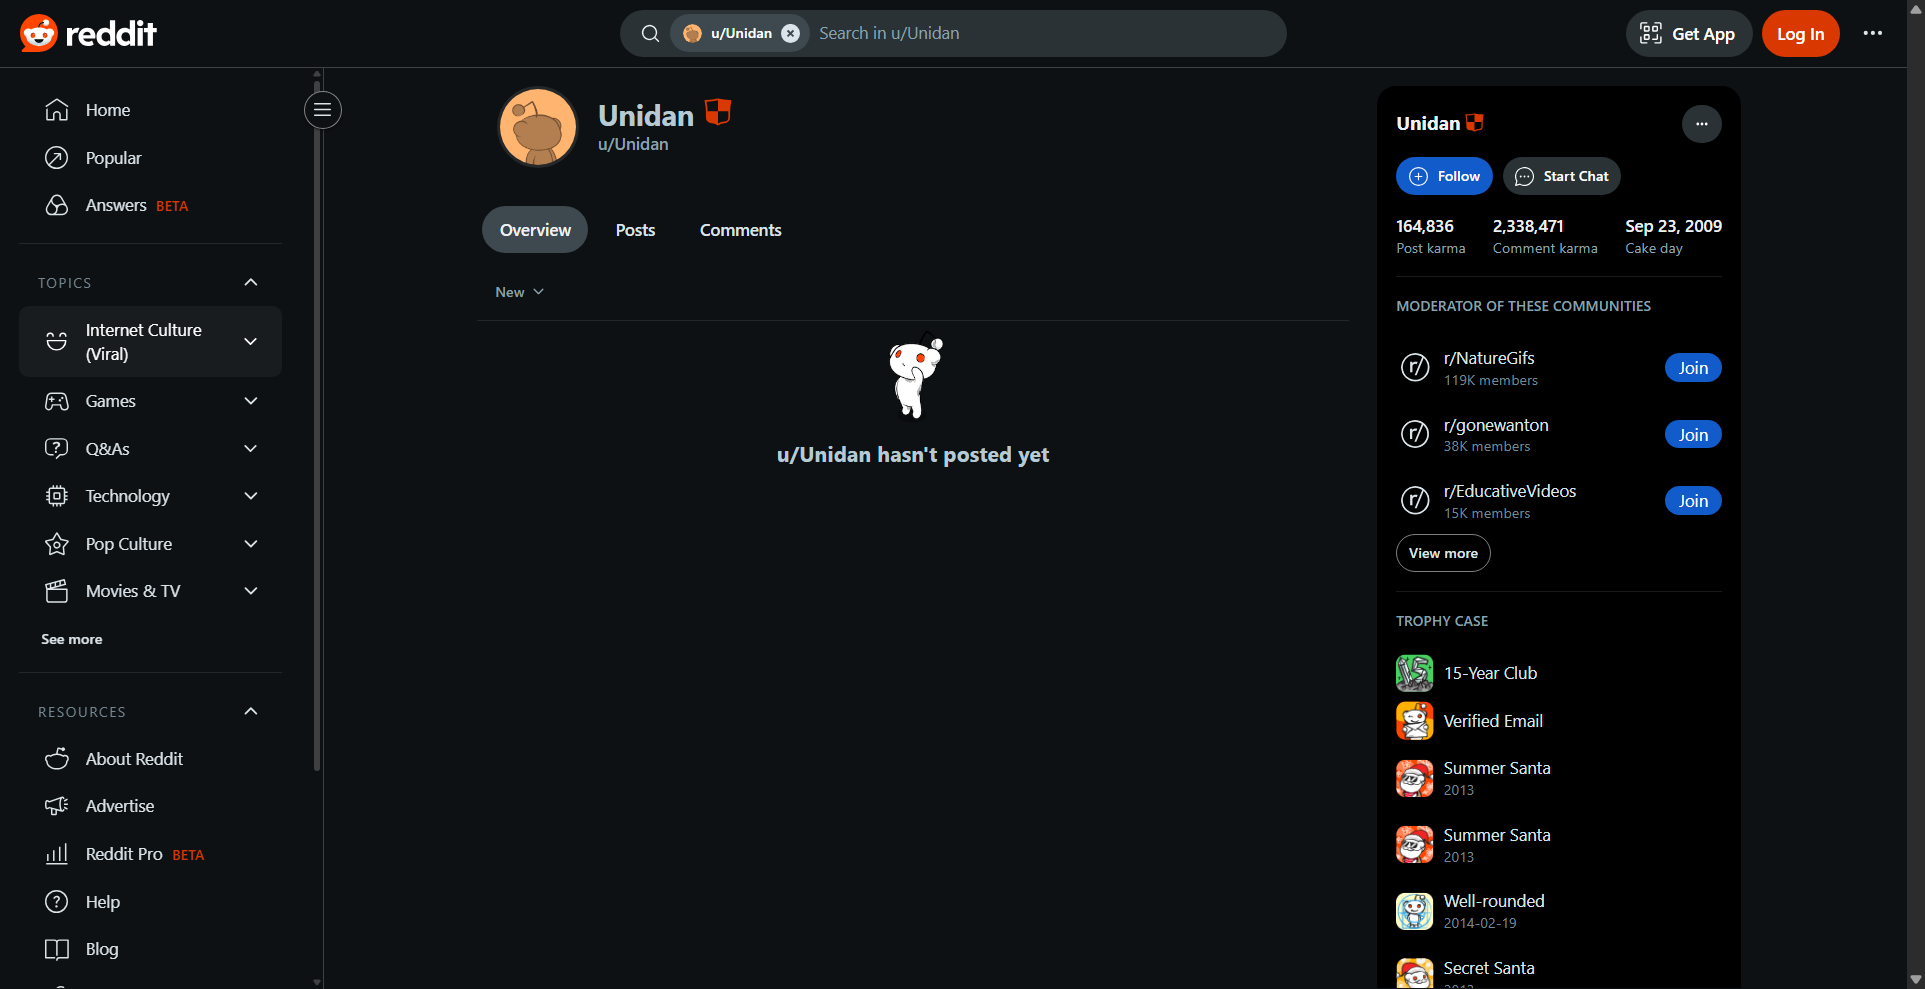 reddit
u/Unidan
Search in u/Unidan
Get App
Log In
Home
Popular
Answers BETA
TOPICS
Internet Culture
(Viral)
Games
Q&As
Technology
Pop Culture
Movies & TV
See more
RESOURCES
About Reddit
Advertise
Reddit Pro BETA
Help
Blog
Unidan
u/Unidan
Overview
Posts
Comments
New
u/Unidan hasn't posted yet
Unidan
Follow
Start Chat
164,836
Post karma
2,338,471
Comment karma
Sep 23, 2009
Cake day
MODERATOR OF THESE COMMUNITIES
r/
r/NatureGifs
119K members
Join
r/
r/gonewanton
38K members
Join
r/
r/EducativeVideos
15K members
Join
View more
TROPHY CASE
15
15-Year Club
Verified Email
Summer Santa
2013
Summer Santa
2013
Well-rounded
2014-02-19
Secret Santa